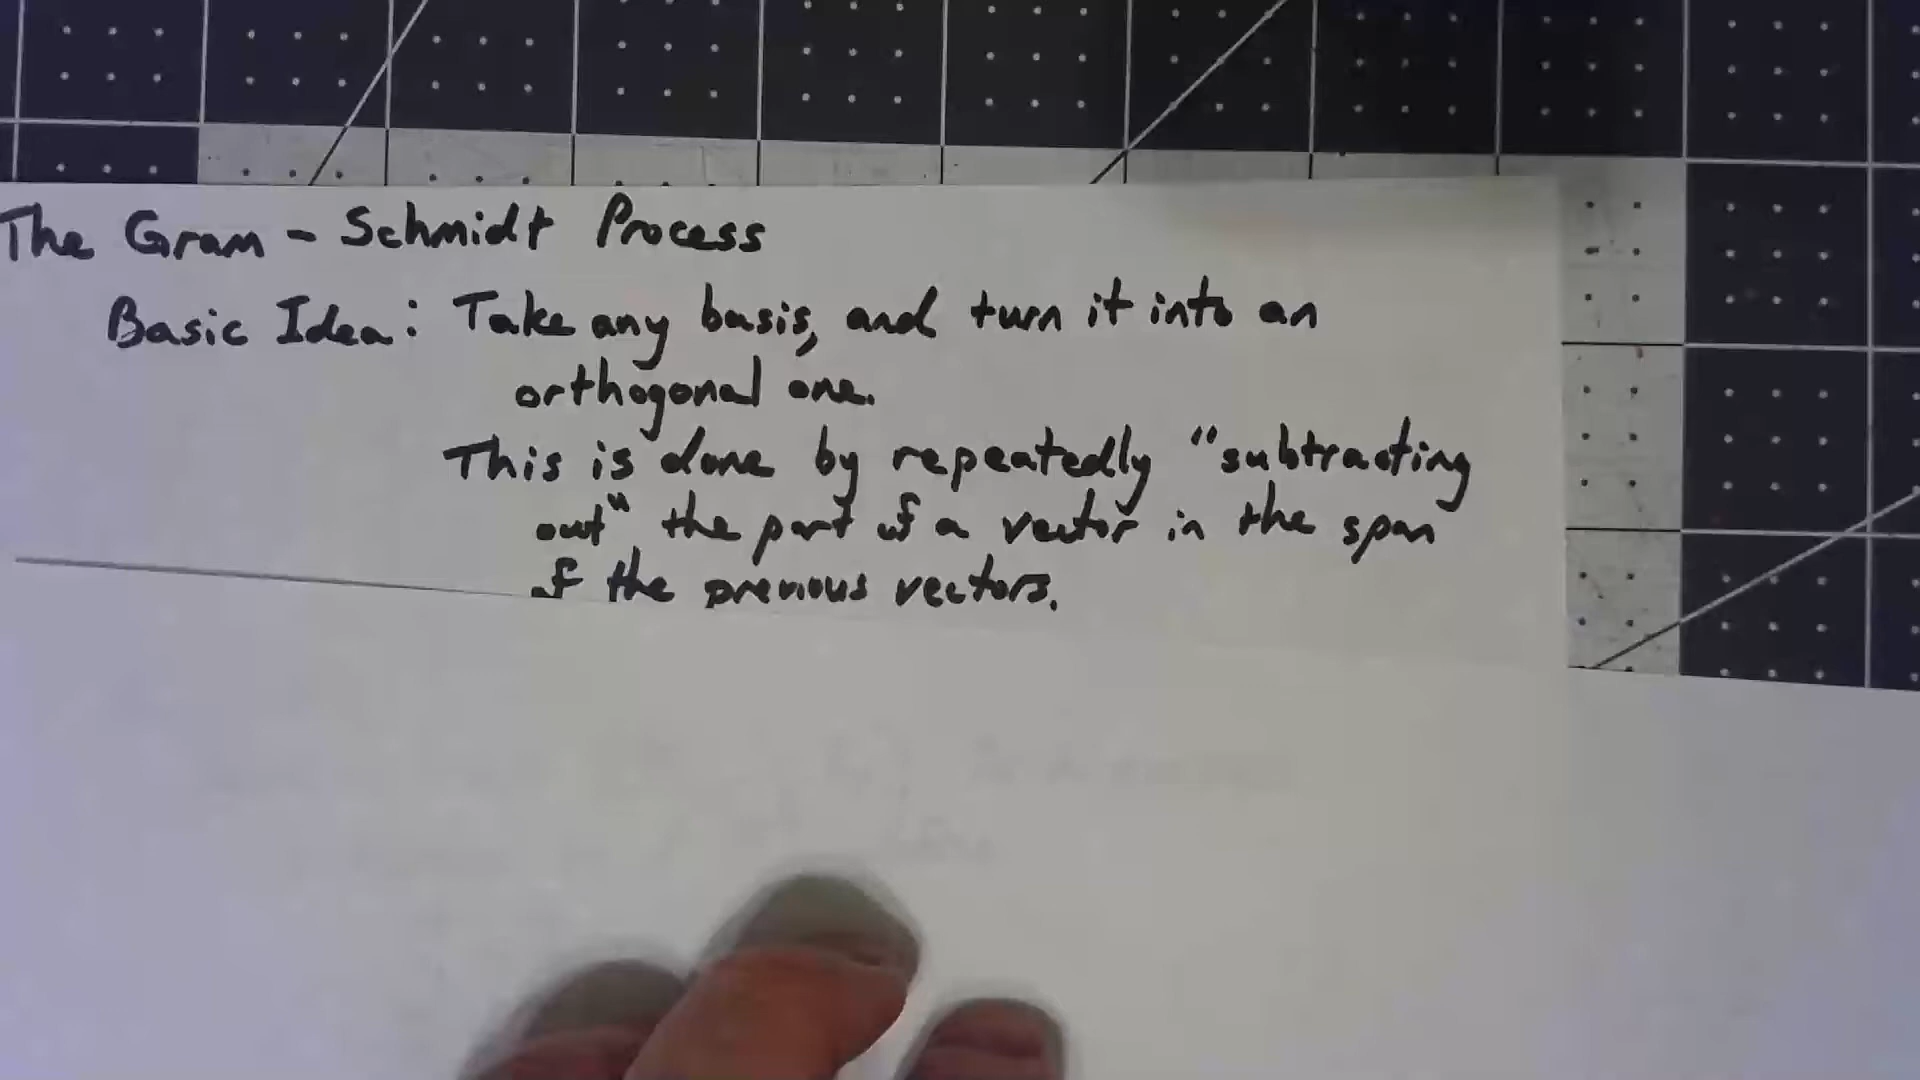 The Gram - Schmidt Process
Basic Idea: Take any basis, and turn it into an
orthogonal one.
This is done by repeatedly "subtracting
out" the part of a vector in the span
of the previous vectors.